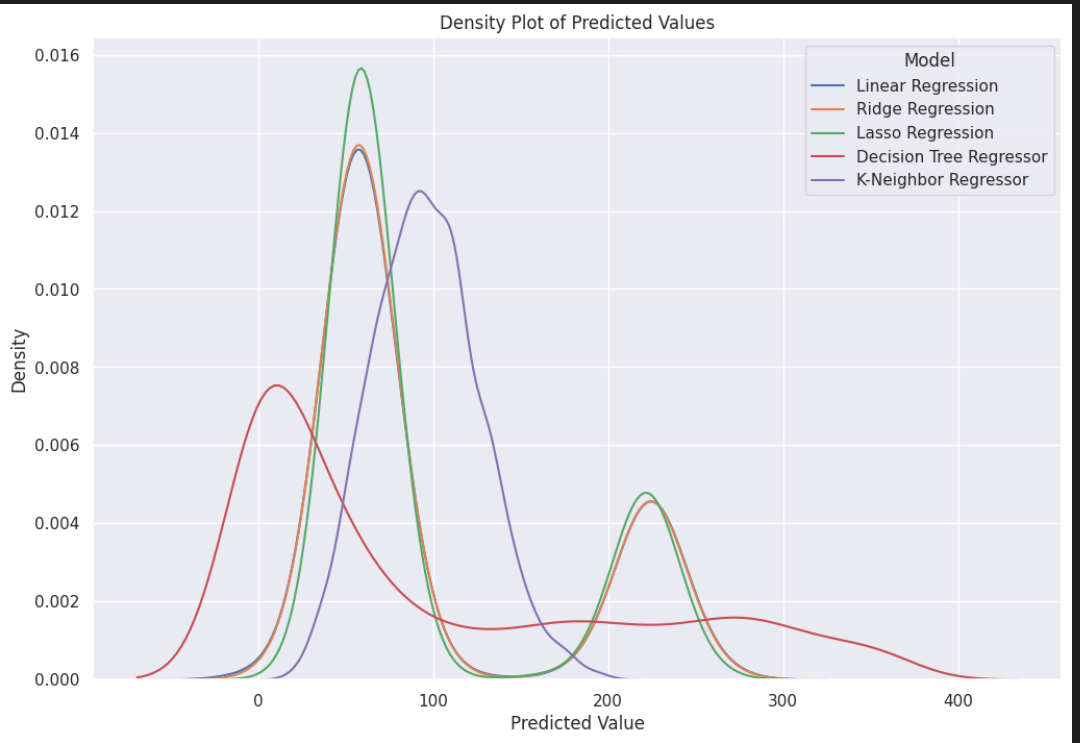 Density Plot of Predicted Values
Model
Linear Regression
Ridge Regression
Lasso Regression
Decision Tree Regressor
K-Neighbor Regressor
Density
0.016
0.014
0.012
0.010
0.008
0.006
0.004
0.002
0.000
0 100 200 300 400
Predicted Value